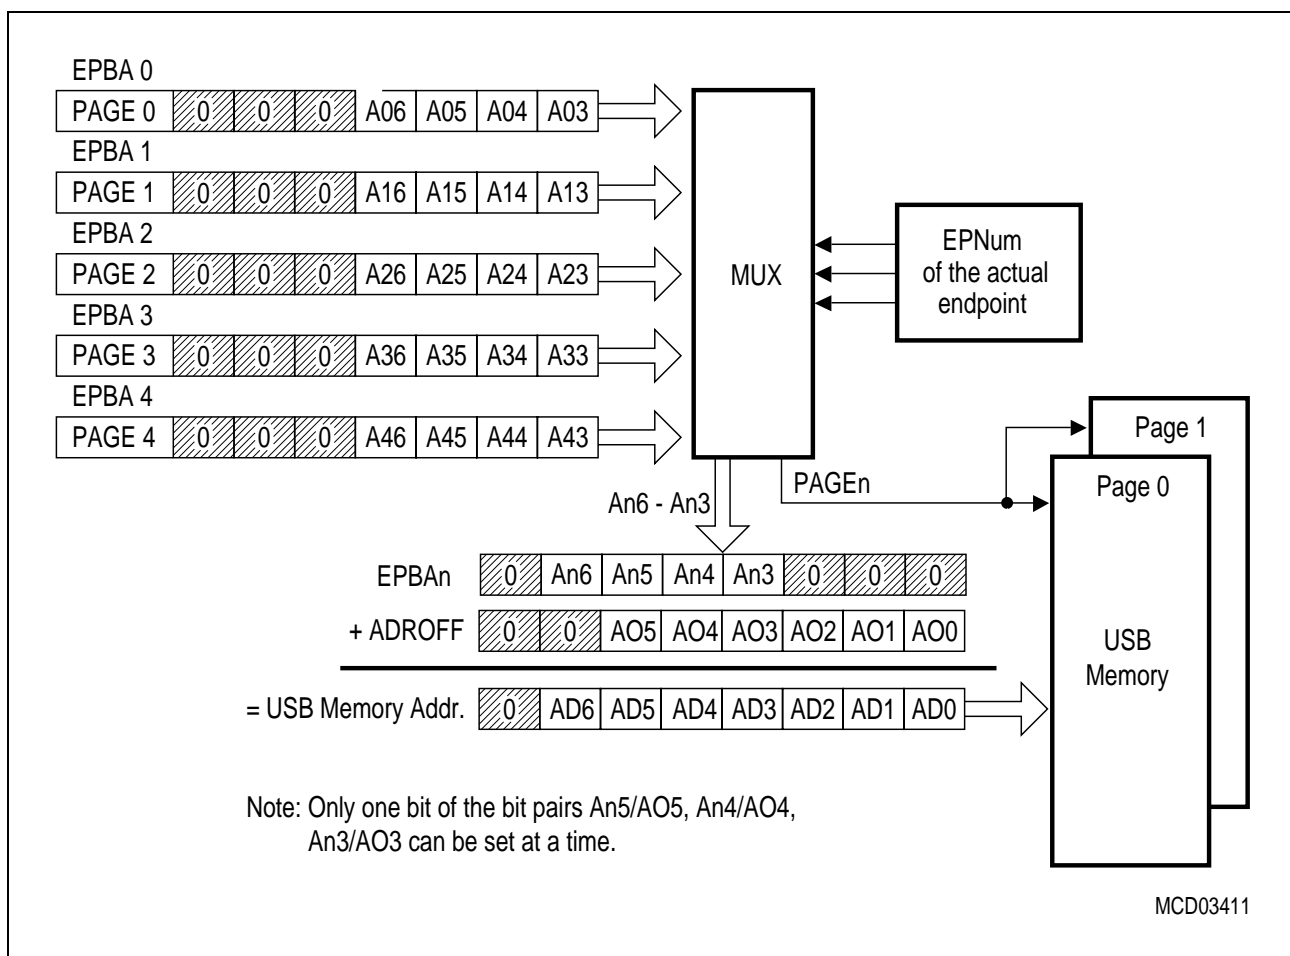 EPBA 0
PAGE 0 0 0 0 A06 A05 A04 A03
EPBA 1
PAGE 1 0 0 0 A16 A15 A14 A13
EPBA 2
PAGE 2 0 0 0 A26 A25 A24 A23
EPBA 3
PAGE 3 0 0 0 A36 A35 A34 A33
EPBA 4
PAGE 4 0 0 0 A46 A45 A44 A43
MUX
EPNum
of the actual
endpoint
An6 - An3
PAGEn
Page 1
Page 0
USB
Memory
EPBAn 0 An6 An5 An4 An3 0 0 0
+ ADROFF 0 0 AO5 AO4 AO3 AO2 AO1 AO0
= USB Memory Addr. 0 AD6 AD5 AD4 AD3 AD2 AD1 AD0
Note: Only one bit of the bit pairs An5/AO5, An4/AO4,
An3/AO3 can be set at a time.
MCD03411